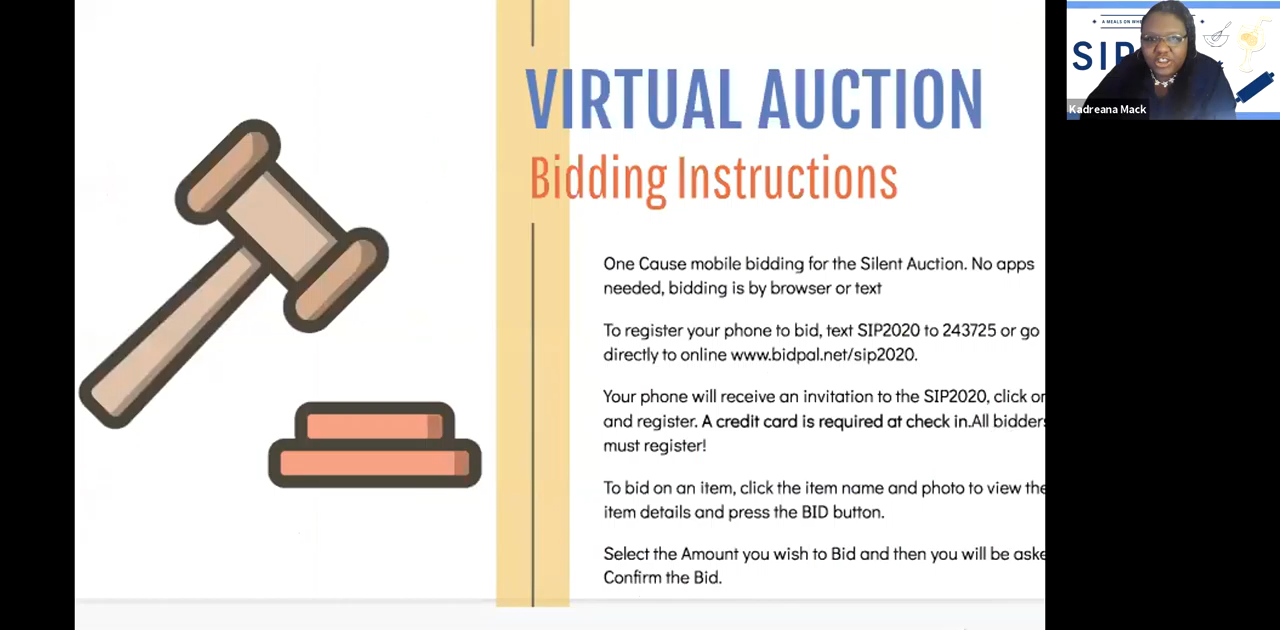 VIRTUAL AUCTION
Bidding Instructions
One Cause mobile bidding for the Silent Auction. No apps
needed, bidding is by browser or text
To register your phone to bid, text SIP2020 to 243725 or go
directly to online www.bidpal.net/sip2020.
Your phone will receive an invitation to the SIP2020, click
and register. A credit card is required at check in.All bidders
must register!
To bid on an item, click the item name and photo to view the
item details and press the BID button.
Select the Amount you wish to Bid and then you will be aske
Confirm the Bid.
A MEALS ON
SIP
Kadreana Mack